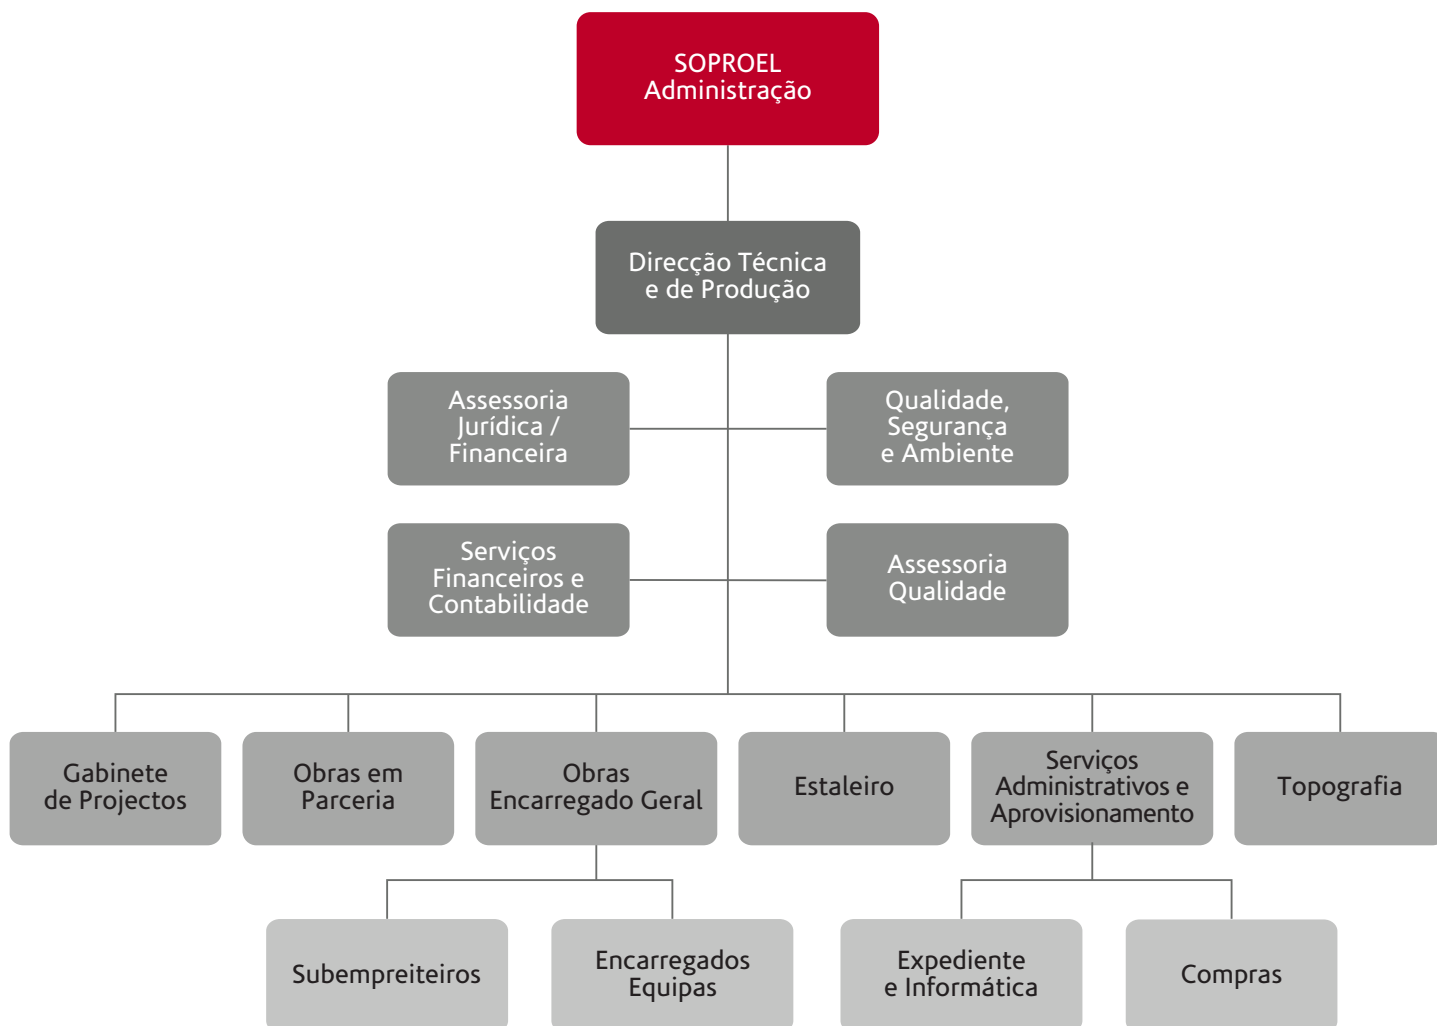 SOPROEL
Administração
Direcção Técnica
e de Produção
Assessoria
Jurídica /
Financeira
Qualidade,
Segurança
e Ambiente
Serviços
Financeiros e
Contabilidade
Assessoria
Qualidade
Gabinete
de Projectos
Obras em
Parceria
Obras
Encarregado Geral
Estaleiro
Serviços
Administrativos e
Aprovisionamento
Topografia
Subempreiteiros
Encarregados
Equipas
Expediente
e Informática
Compras